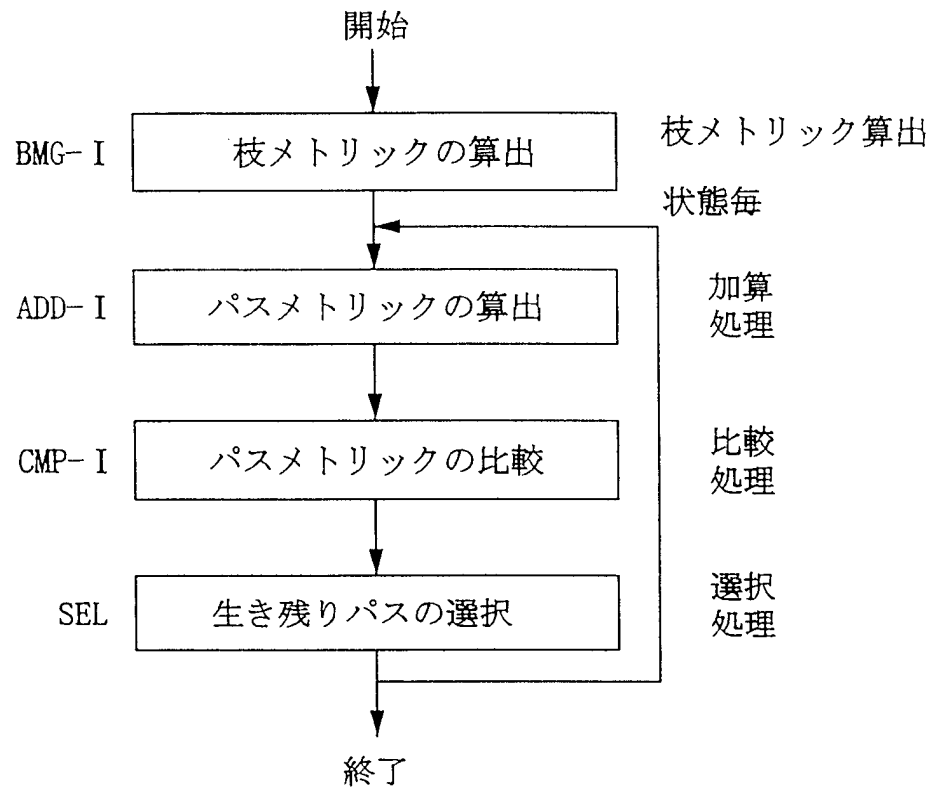 開始
BMG-Ⅰ
枝メトリックの算出
枝メトリック算出
状態毎
ADD-Ⅰ
パスメトリックの算出
加算
処理
CMP-Ⅰ
パスメトリックの比較
比較
処理
SEL
生き残りパスの選択
選択
処理
終了